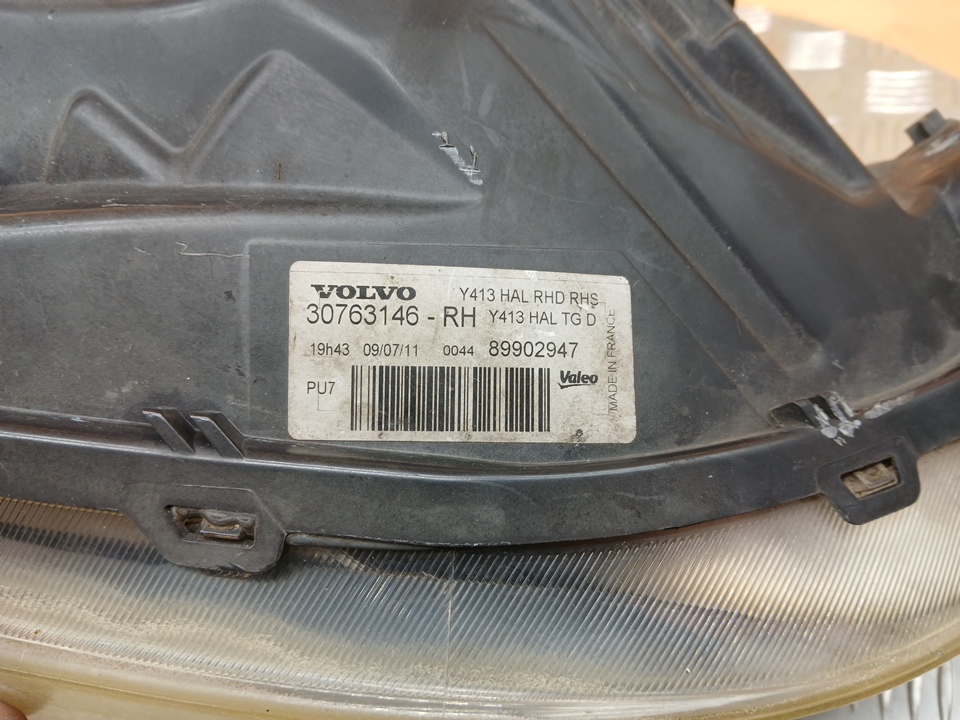 VOLVO Y413 HAL RHD RHS
30763146 - RH Y413 HAL TG D
19h43 09/07/11 0044 89902947
PU7 Valeo
MADE IN FRANCE